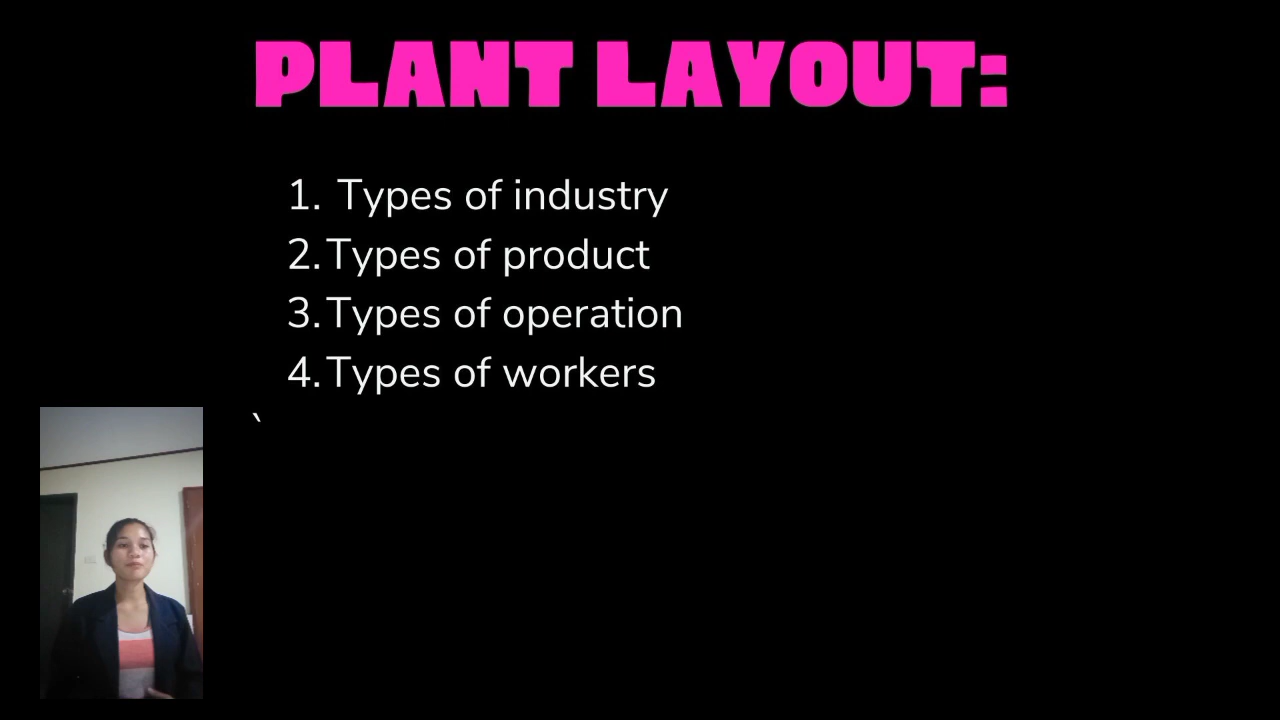 PLANT LAYOUT:
1. Types of industry
2. Types of product
3. Types of operation
4. Types of workers
`